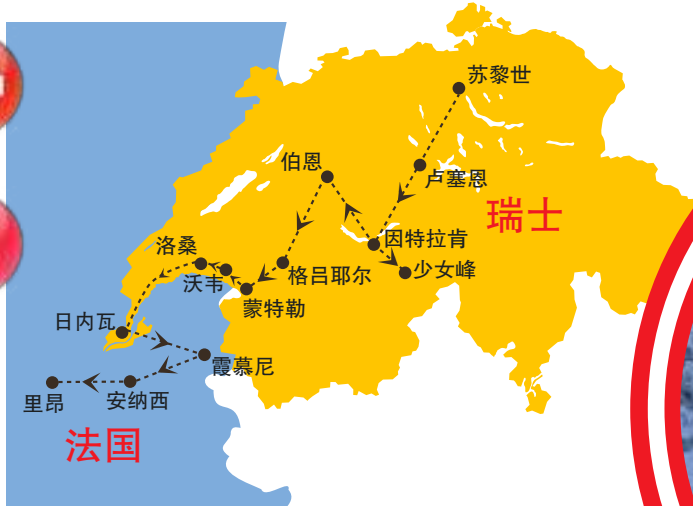 苏黎世
伯恩
卢塞恩
瑞士
因特拉肯
洛桑
格吕耶尔
少女峰
沃韦
蒙特勒
日内瓦
霞慕尼
里昂
安纳西
法国